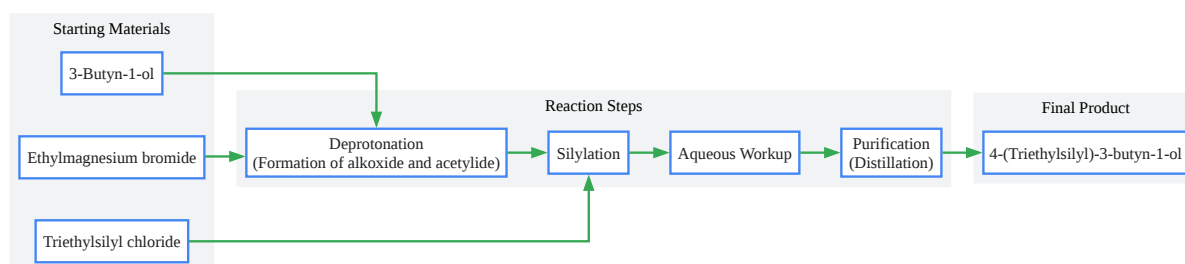 Starting Materials
3-Butyn-1-ol
Ethylmagnesium bromide
Triethylsilyl chloride
Reaction Steps
Deprotonation
(Formation of alkoxide and acetylide)
Silylation
Aqueous Workup
Purification
(Distillation)
Final Product
4-(Triethylsilyl)-3-butyn-1-ol